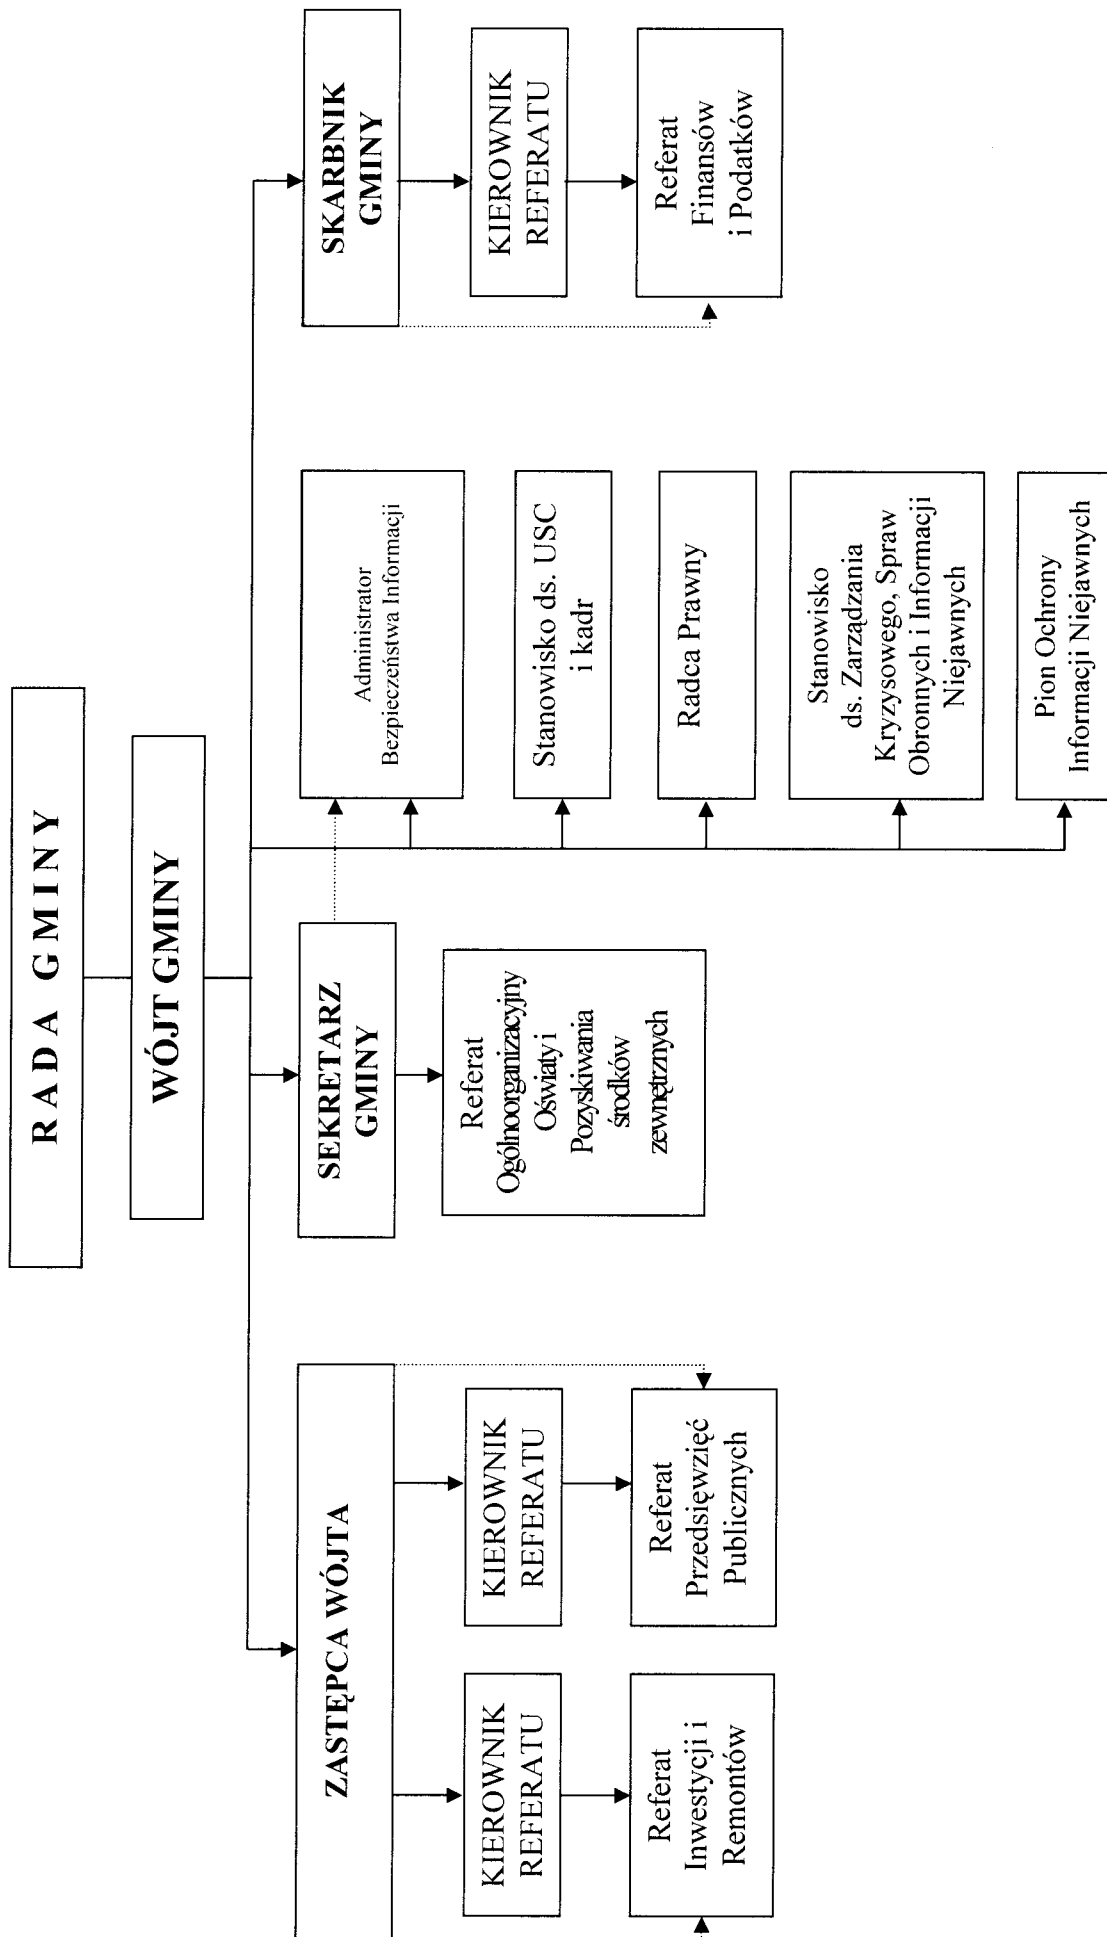 RADA GMINY
WÓJT GMINY
ZASTĘPCA WÓJTA
KIEROWNIK
REFERATU
Referat
Inwestycji i
Remontów
KIEROWNIK
REFERATU
Referat
Przedsięwzięć
Publicznych
SEKRETARZ
GMINY
Referat
Ogólnoorganizacyjny
Oświaty i
Pozyskiwania
środków
zewnętrznych
Administrator
Bezpieczeństwa Informacji
Stanowisko ds. USC
i kadr
Radca Prawny
Stanowisko
ds. Zarządzania
Kryzysowego, Spraw
Obronnych i Informacji
Niejawnych
Pion Ochrony
Informacji Niejawnych
SKARBNIK
GMINY
KIEROWNIK
REFERATU
Referat
Finansów
i Podatków